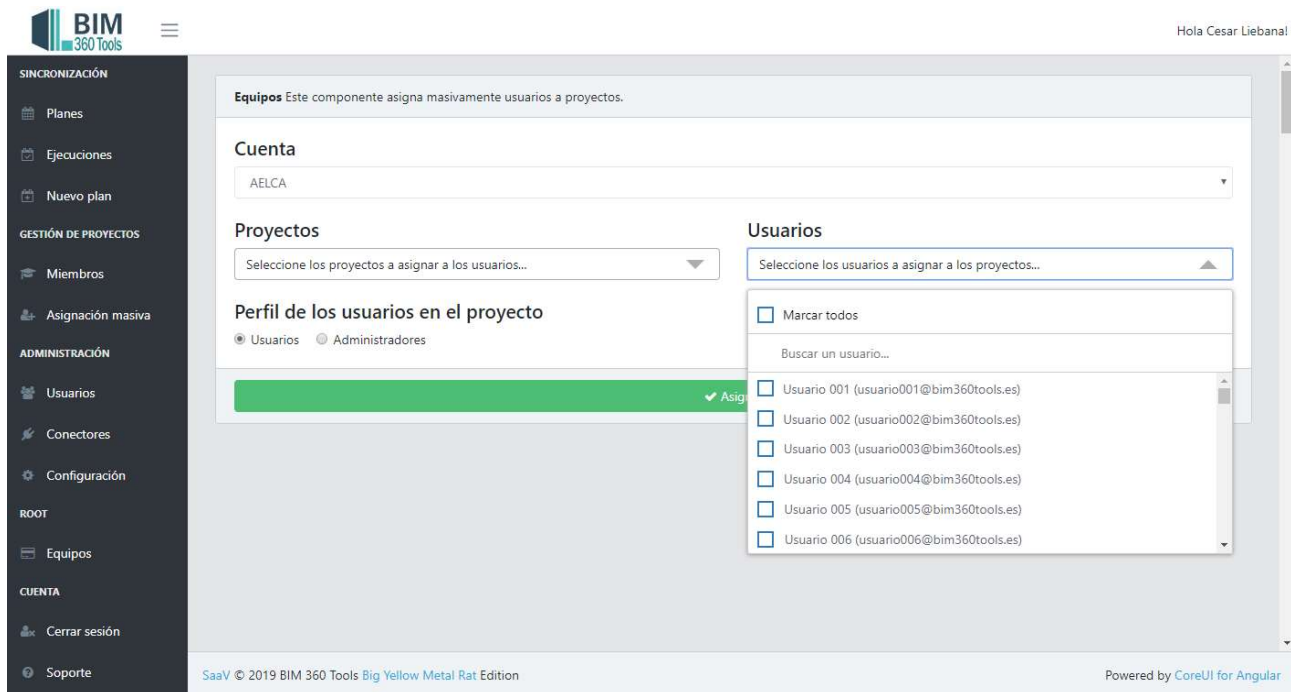 BIM
360 Tools
Hola Cesar Liebana!
SINCRONIZACIÓN
Planes
Ejecuciones
Nuevo plan
GESTIÓN DE PROYECTOS
Miembros
Asignación masiva
ADMINISTRACIÓN
Usuarios
Conectores
Configuración
ROOT
Equipos
CUENTA
Cerrar sesión
Soporte
Equipos Este componente asigna masivamente usuarios a proyectos.
Cuenta
AELCA
Proyectos
Seleccione los proyectos a asignar a los usuarios...
Usuarios
Seleccione los usuarios a asignar a los proyectos...
Perfil de los usuarios en el proyecto
Usuarios Administradores
Marcar todos
Buscar un usuario...
Usuario 001 (usuario001@bim360tools.es)
Usuario 002 (usuario002@bim360tools.es)
Usuario 003 (usuario003@bim360tools.es)
Usuario 004 (usuario004@bim360tools.es)
Usuario 005 (usuario005@bim360tools.es)
Usuario 006 (usuario006@bim360tools.es)
SaaV © 2019 BIM 360 Tools Big Yellow Metal Rat Edition
Powered by CoreUI for Angular